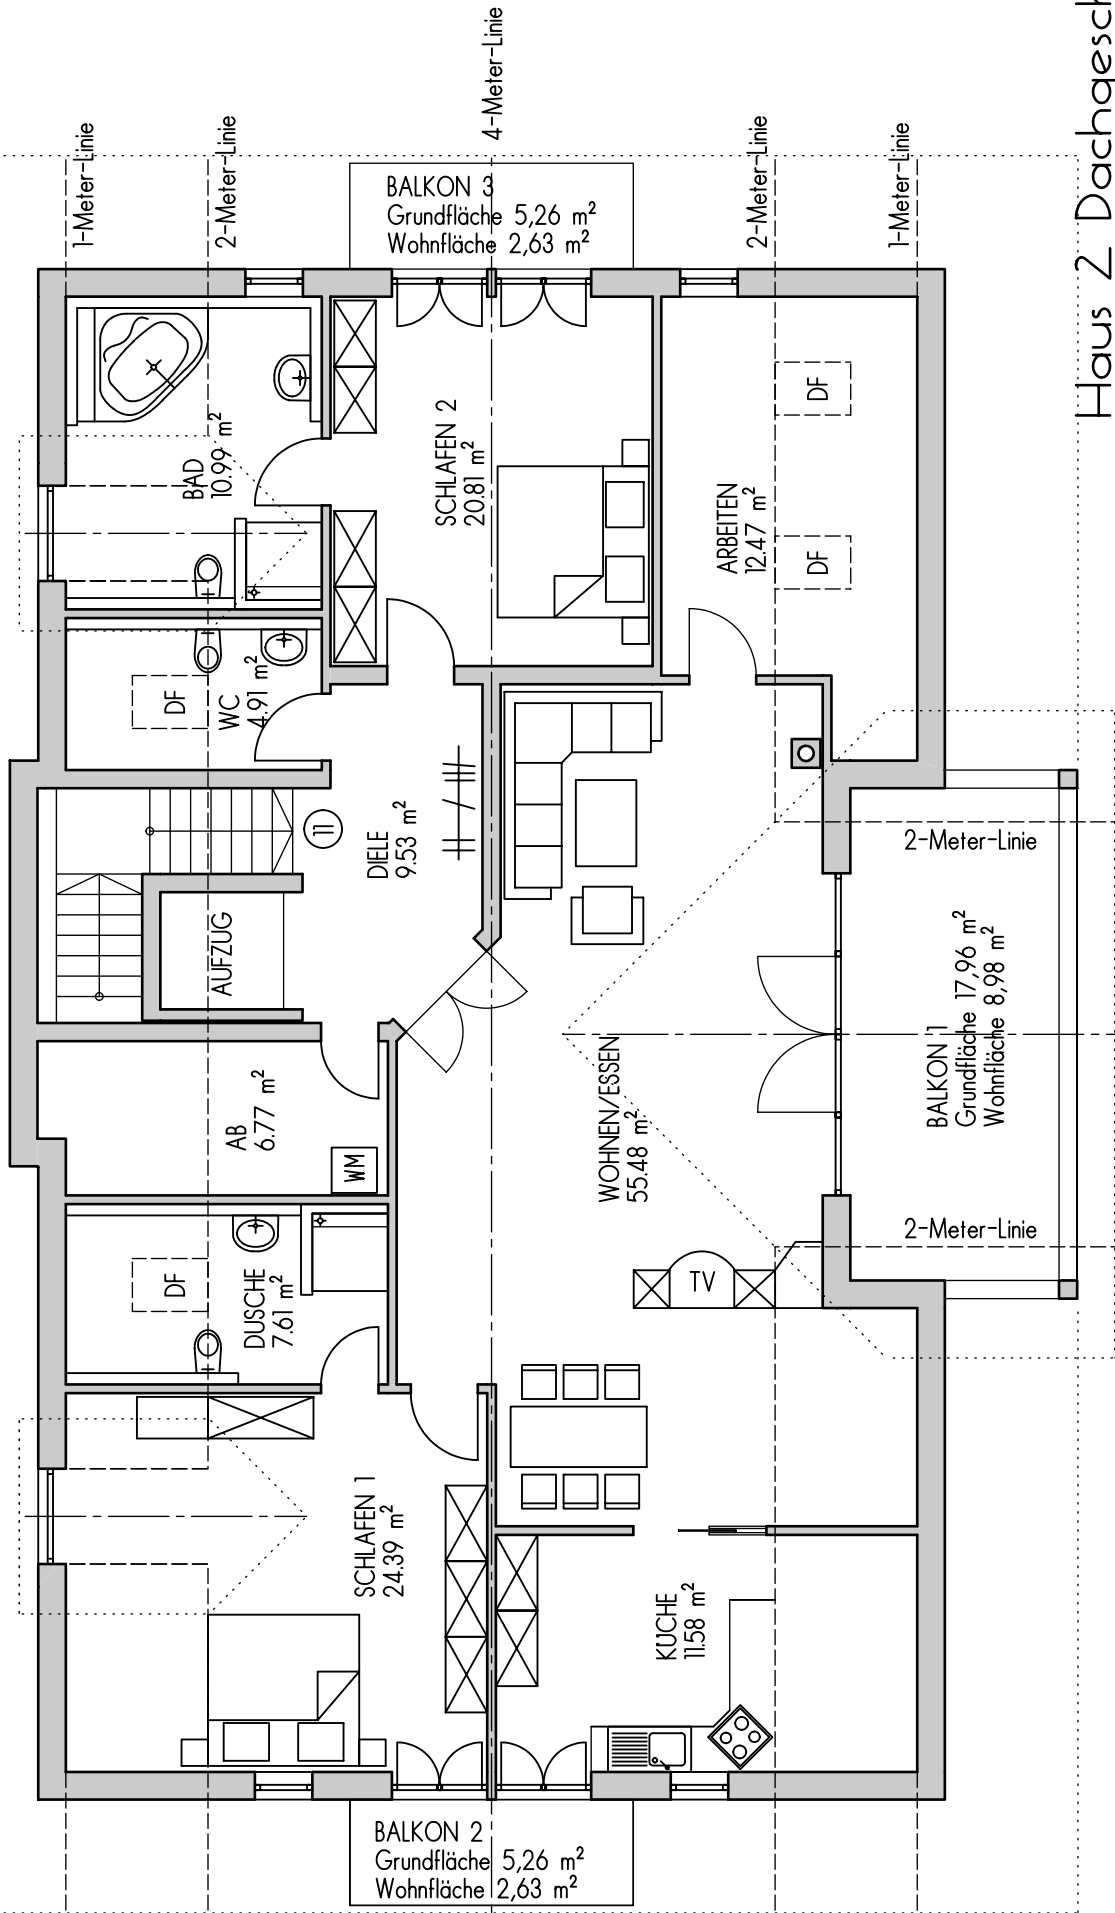 1-Meter-Linie
2-Meter-Linie
4-Meter-Linie
2-Meter-Linie
1-Meter-Linie
BALKON 3
Grundfläche 5,26 m²
Wohnfläche 2,63 m²
BAD
10.99 m²
SCHLAFEN 2
20.81 m²
ARBEITEN
12.47 m²
DF
DF
WC
4.91 m²
DF
11
DIELE
9.53 m²
AUFZUG
AB
6.77 m²
WM
WOHNEN/ESSEN
55.48 m²
2-Meter-Linie
BALKON 1
Grundfläche 17,96 m²
Wohnfläche 8,98 m²
2-Meter-Linie
DUSCHE
7.61 m²
DF
TV
SCHLAFEN 1
24.39 m²
KÜCHE
11.58 m²
BALKON 2
Grundfläche 5,26 m²
Wohnfläche 2,63 m²
Haus 2 Dachgesch